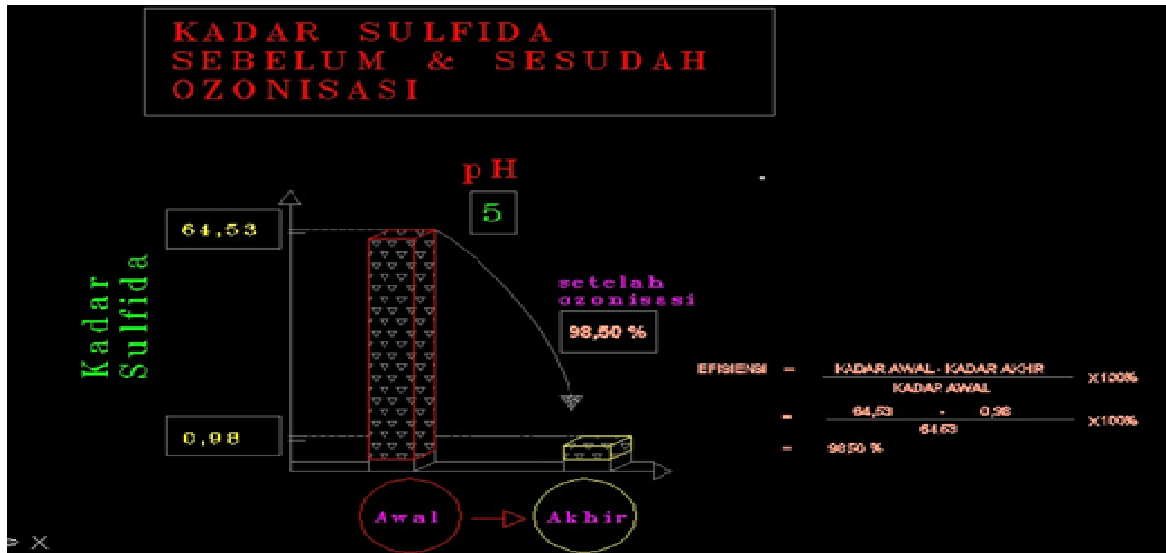 KADAR SULFIDA
SEBELUM & SESUDAH
OZONISASI
pH
5
64,53
Kadar
Sulfida
setelah
ozonisasi
98,50 %
0,98
EFISIENSI = KADAR AWAL - KADAR AKHIR X100%
KADAR AWAL
= 64,53 - 0,98 X100%
64,53
= 98,50 %
Awal
Akhir
X